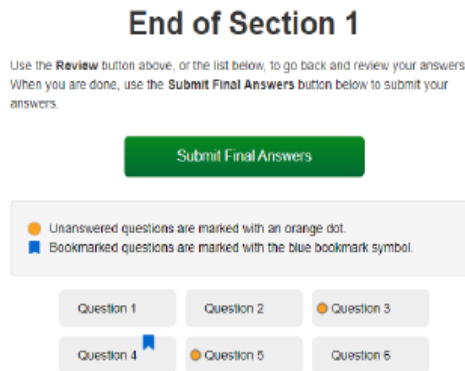 End of Section 1
Use the Review button above, or the list below, to go back and review your answers
When you are done, use the Submit Final Answers button below to submit your
answers.
Submit Final Answers
Unanswered questions are marked with an orange dot.
Bookmarked questions are marked with the blue bookmark symbol.
Question 1 Question 2 Question 3
Question 4 Question 5 Question 6